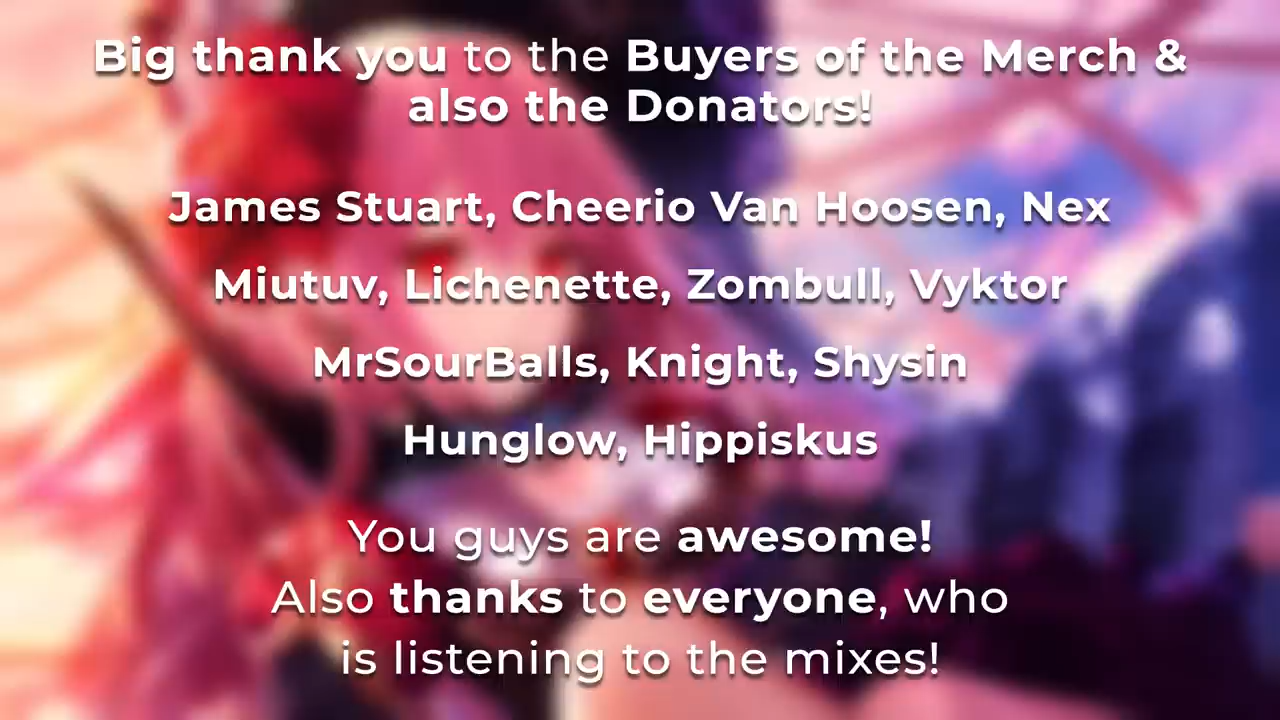 Big thank you to the Buyers of the Merch &
also the Donators!
James Stuart, Cheerio Van Hoosen, Nex
Miutuv, Lichenette, Zombull, Vyktor
MrSourBalls, Knight, Shysin
Hunglow, Hippiskus
You guys are awesome!
Also thanks to everyone, who
is listening to the mixes!